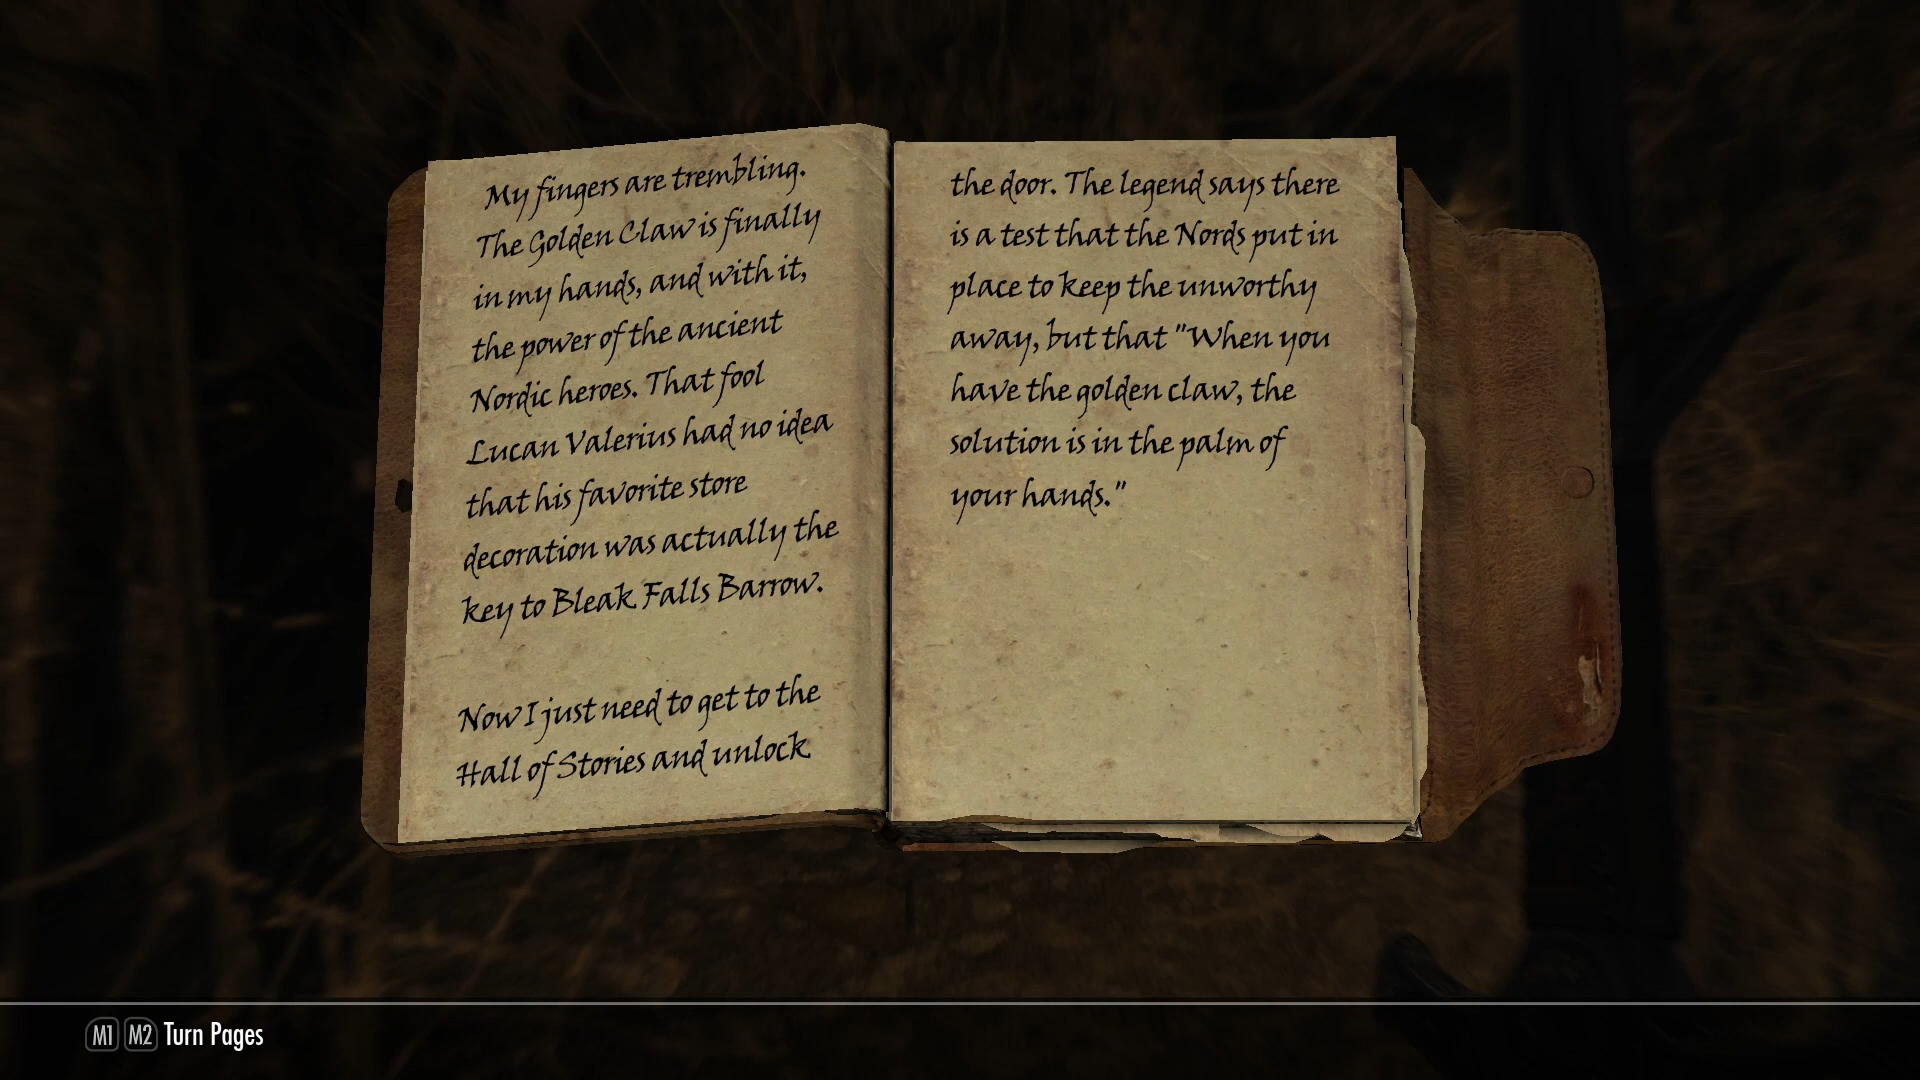 My fingers are trembling.
The Golden Claw is finally
in my hands, and with it,
the power of the ancient
Nordic heroes. That fool
Lucan Valerius had no idea
that his favorite store
decoration was actually the
key to Bleak Falls Barrow.
Now I just need to get to the
Hall of Stories and unlock
the door. The legend says there
is a test that the Nords put in
place to keep the unworthy
away, but that "When you
have the golden claw, the
solution is in the palm of
your hands."
M1 M2 Turn Pages